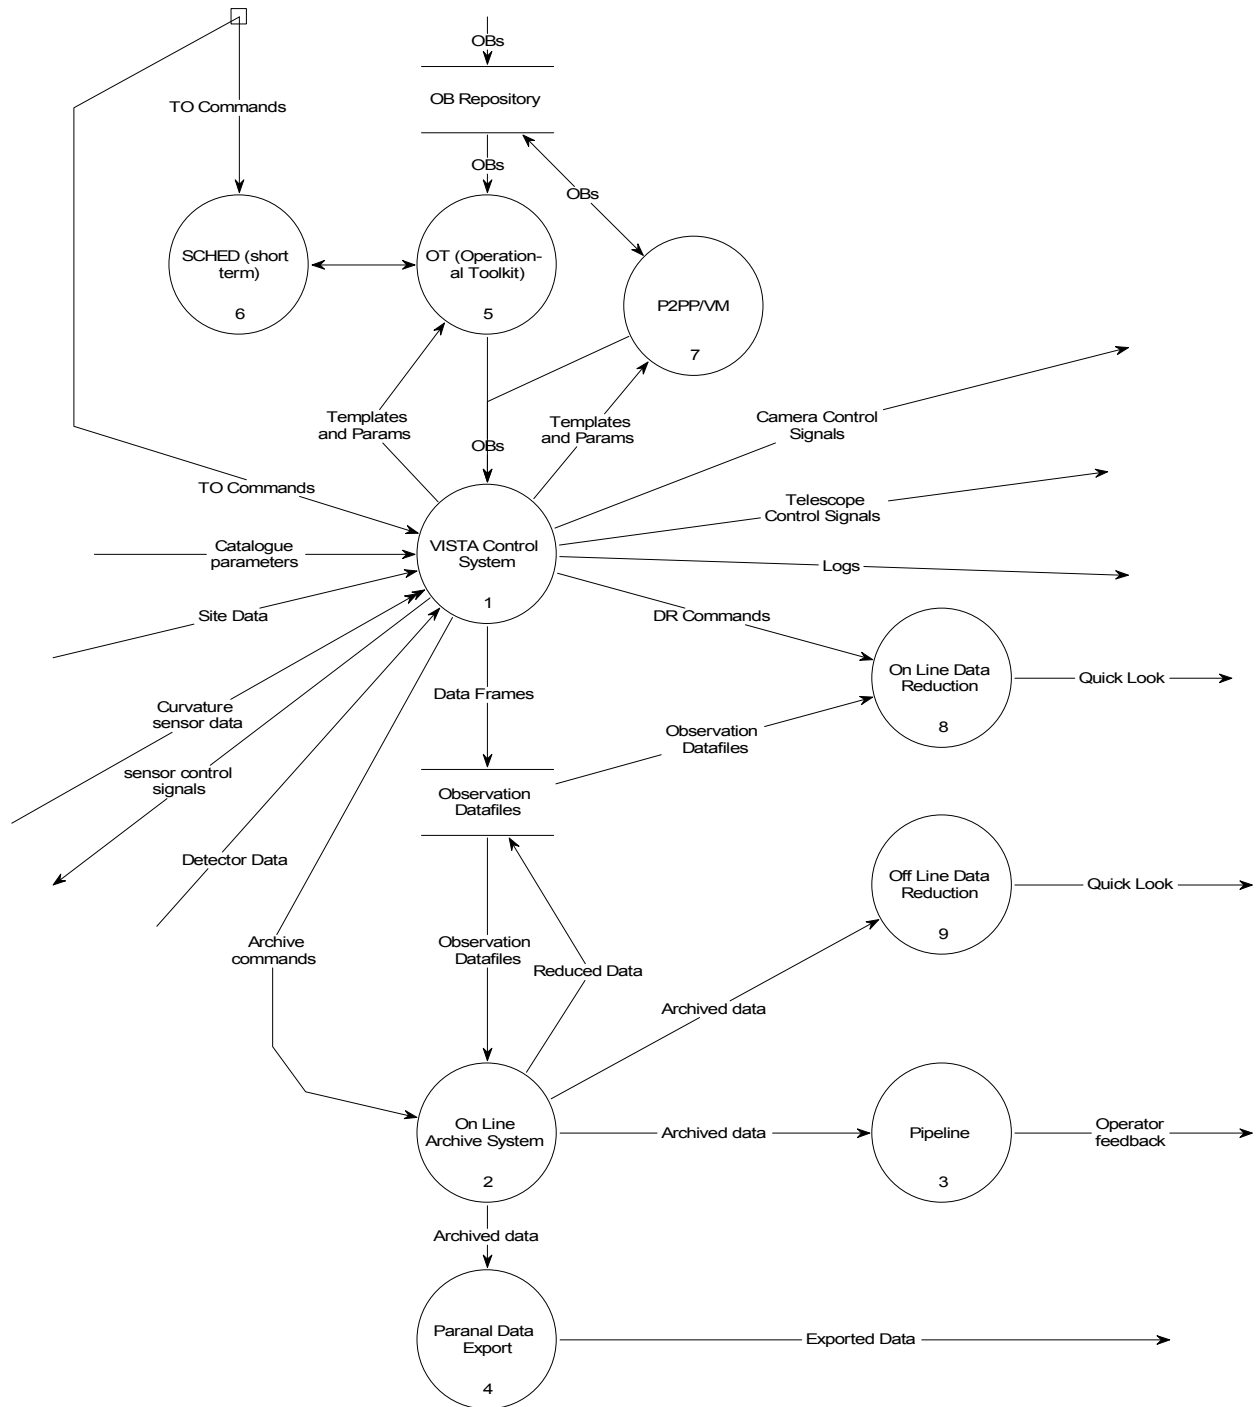 OBs
OB Repository
TO Commands
OBs
OBs
SCHED (short
term)
6
OT (Operation-
al Toolkit)
5
P2PP/VM
7
Templates
and Params
OBs
Templates
and Params
Camera Control
Signals
TO Commands
Telescope
Control Signals
Catalogue
parameters
VISTA Control
System
1
Logs
Site Data
DR Commands
On Line Data
Reduction
8
Quick Look
Data Frames
Curvature
sensor data
Observation
Datafiles
sensor control
signals
Observation
Datafiles
Detector Data
Off Line Data
Reduction
9
Quick Look
Archive
commands
Observation
Datafiles
Reduced Data
Archived data
On Line
Archive System
2
Archived data
Pipeline
3
Operator
feedback
Archived data
Paranal Data
Export
4
Exported Data